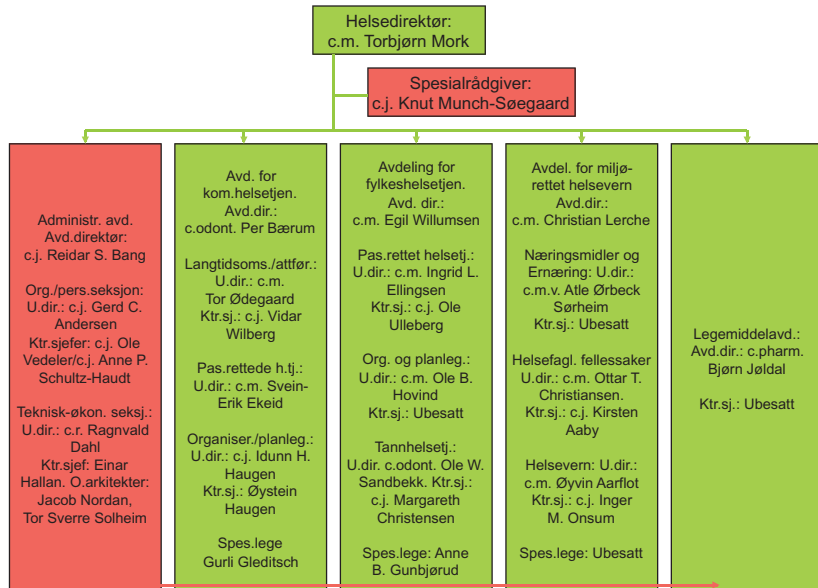 Helsedirektør:
c.m. Torbjørn Mork
Spesialrådgiver:
c.j. Knut Munch-Søegaard
Administr. avd.
Avd.direktør:
c.j. Reidar S. Bang
Org./pers.seksjon:
U.dir.: c.j. Gerd C.
Andersen
Ktr.sjefer: c.j. Ole
Vedeler/c.j. Anne P.
Schultz-Haudt
Teknisk-økon. seksj.:
U.dir.: c.r. Ragnvald
Dahl
Ktr.sjef: Einar
Hallan. O.arkitekter:
Jacob Nordan,
Tor Sverre Solheim
Avd. for
kom.helsetjen.
Avd.dir.:
c.odont. Per Bærum
Langtidsoms./attfør.:
U.dir.: c.m.
Tor Ødegaard
Ktr.sj.: c.j. Vidar
Wilberg
Pas.rettede h.tj.:
U.dir.: c.m. Svein-
Erik Ekeid
Organiser./planleg.:
U.dir.: c.j. Idunn H.
Haugen
Ktr.sj.: Øystein
Haugen
Spes.lege
Gurli Gleditsch
Avdeling for
fylkeshelsetjen.
Avd. dir.:
c.m. Egil Willumsen
Pas.rettet helsetj.:
U.dir.: c.m. Ingrid L.
Ellingsen
Ktr.sj.: c.j. Ole
Ulleberg
Org. og planleg.:
U.dir.: c.m. Ole B.
Hovind
Ktr.sj.: Ubesatt
Tannhelsetj.:
U.dir. c.odont. Ole W.
Sandbekk. Ktr.sj.:
c.j. Margareth
Christensen
Spes.lege: Anne
B. Gunbjørud
Avdel. for miljø-
rettet helsevern
Avd.dir.:
c.m. Christian Lerche
Næringsmidler og
Ernæring: U.dir.:
c.m.v. Atle Ørbeck
Sørheim
Ktr.sj.: Ubesatt
Helsefagl. fellessaker
U.dir.: c.m. Ottar T.
Christiansen.
Ktr.sj.: c.j. Kirsten
Aaby
Helsevern: U.dir.:
c.m. Øyvin Aarflot
Ktr.sj.: c.j. Inger
M. Onsum
Spes.lege: Ubesatt
Legemiddelavd.:
Avd.dir.: c.pharm.
Bjørn Jøldal
Ktr.sj.: Ubesatt